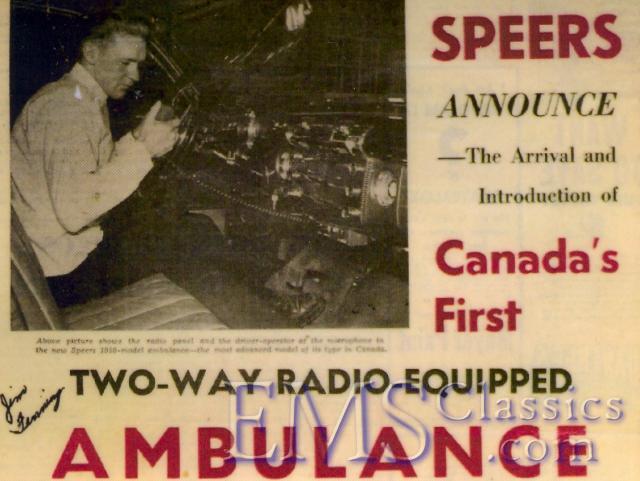 SPEERS
ANNOUNCE
—The Arrival and
Introduction of
Canada's
First
Above picture shows the radio panel and the driver-operator at the microphone in
the new Speers 1950-model ambulance—the most advanced model of its type in Canada.
TWO-WAY RADIO-EQUIPPED
Jim
AMBULANCE
EMSClassics
.com